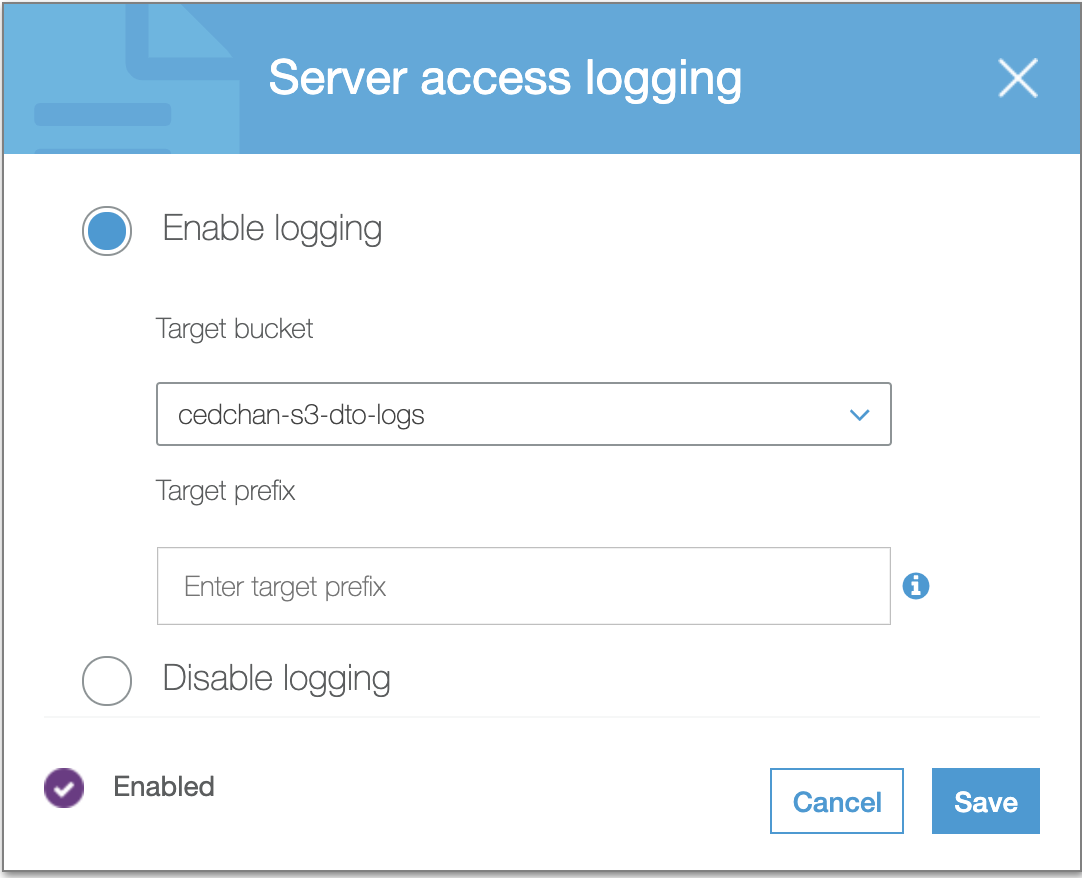 Server access logging
Enable logging
Target bucket
cedchan-s3-dto-logs
Target prefix
Enter target prefix
Disable logging
Enabled
Cancel
Save